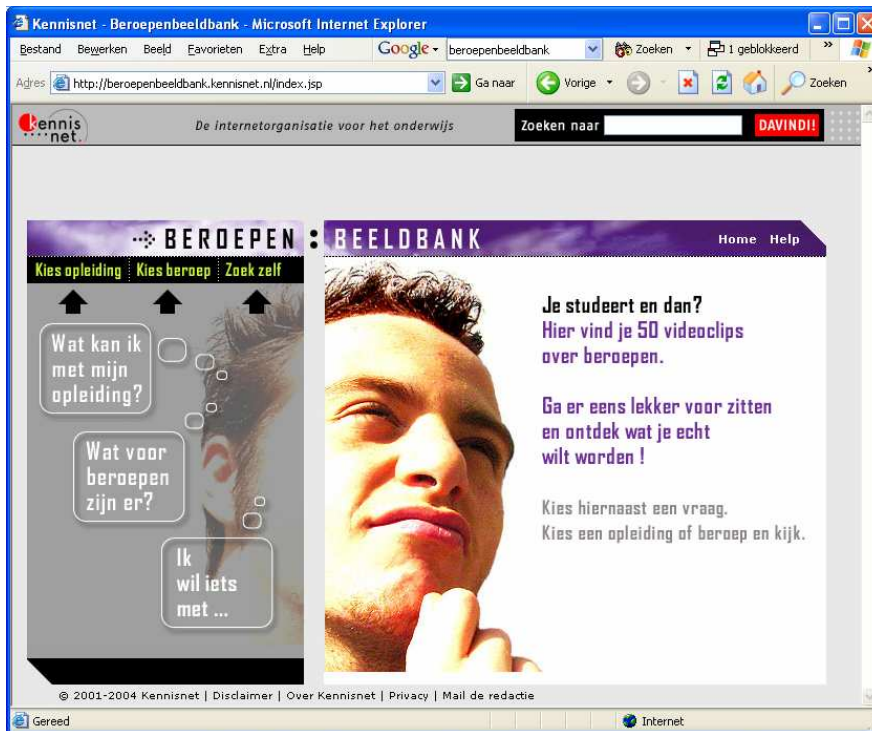 Kennisnet - Beroepenbeeldbank - Microsoft Internet Explorer
Bestand Bewerken Beeld Favorieten Extra Help Google beroepenbeeldbank Zoeken 1 geblokkeerd »
Adres http://beroepenbeeldbank.kennisnet.nl/index.jsp Ga naar Vorige Zoeken »
Kennis
net.
De internetorganisatie voor het onderwijs Zoeken naar DAVINDI!
BEROEPEN : BEELDBANK Home Help
Kies opleiding Kies beroep Zoek zelf
Wat kan ik
met mijn
opleiding?
Wat voor
beroepen
zijn er?
Ik
wil iets
met ...
Je studeert en dan?
Hier vind je 50 videoclips
over beroepen.
Ga er eens lekker voor zitten
en ontdek wat je echt
wilt worden !
Kies hiernaast een vraag.
Kies een opleiding of beroep en kijk.
© 2001-2004 Kennisnet | Disclaimer | Over Kennisnet | Privacy | Mail de redactie
Gereed Internet